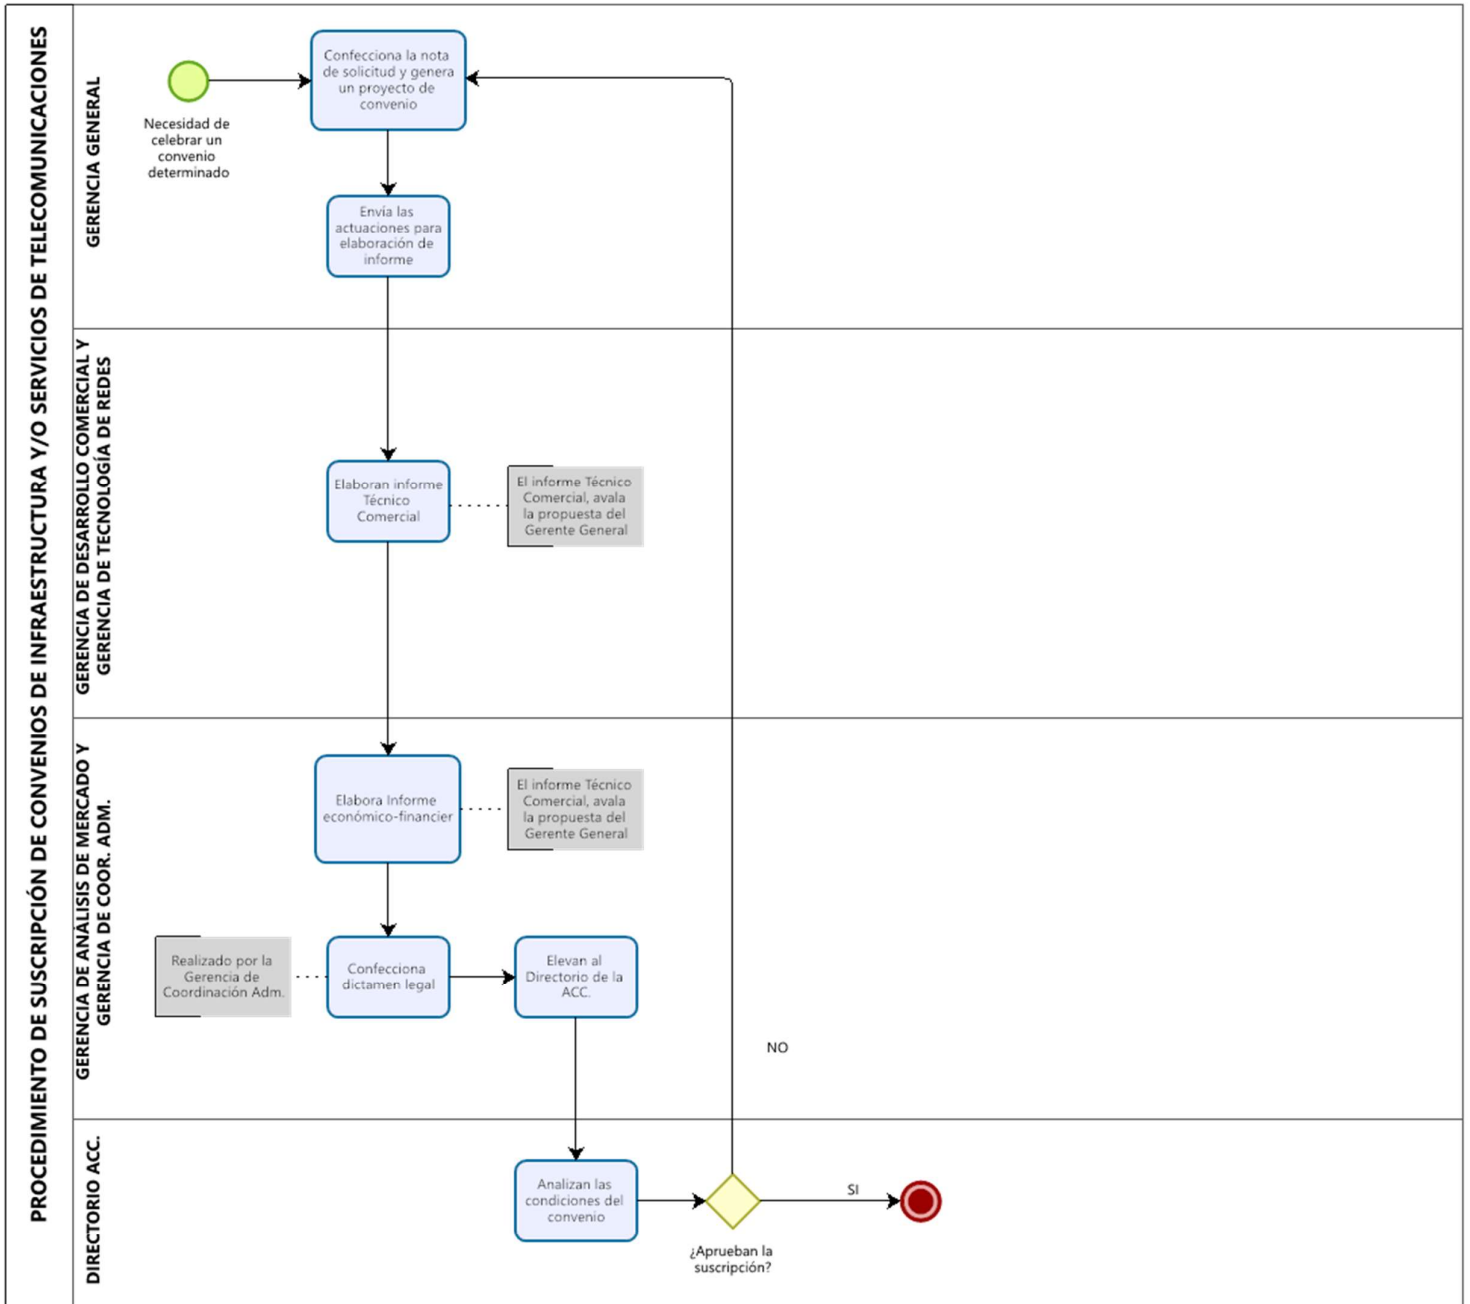 PROCEDIMIENTO DE SUSCRIPCIÓN DE CONVENIOS DE INFRAESTRUCTURA Y/O SERVICIOS DE TELECOMUNICACIONES
GERENCIA GENERAL
Necesidad de
celebrar un
convenio
determinado
Confecciona la nota
de solicitud y genera
un proyecto de
convenio
Envía las
actuaciones para
elaboración de
informe
GERENCIA DE DESARROLLO COMERCIAL Y
GERENCIA DE TECNOLOGÍA DE REDES
Elaboran informe
Técnico
Comercial
El informe Técnico
Comercial, avala
la propuesta del
Gerente General
GERENCIA DE ANÁLISIS DE MERCADO Y
GERENCIA DE COOR. ADM.
Elabora Informe
económico-financier
El informe Técnico
Comercial, avala
la propuesta del
Gerente General
Realizado por la
Gerencia de
Coordinación Adm.
Confecciona
dictamen legal
Elevan al
Directorio de la
ACC.
NO
DIRECTORIO ACC.
Analizan las
condiciones del
convenio
¿Aprueban la
suscripción?
SI